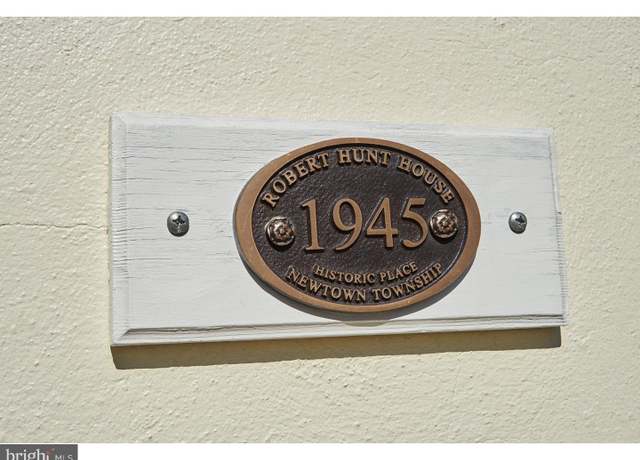 ROBERT HUNT HOUSE
1945
HISTORIC PLACE
NEWTOWN TOWNSHIP
bright MLS